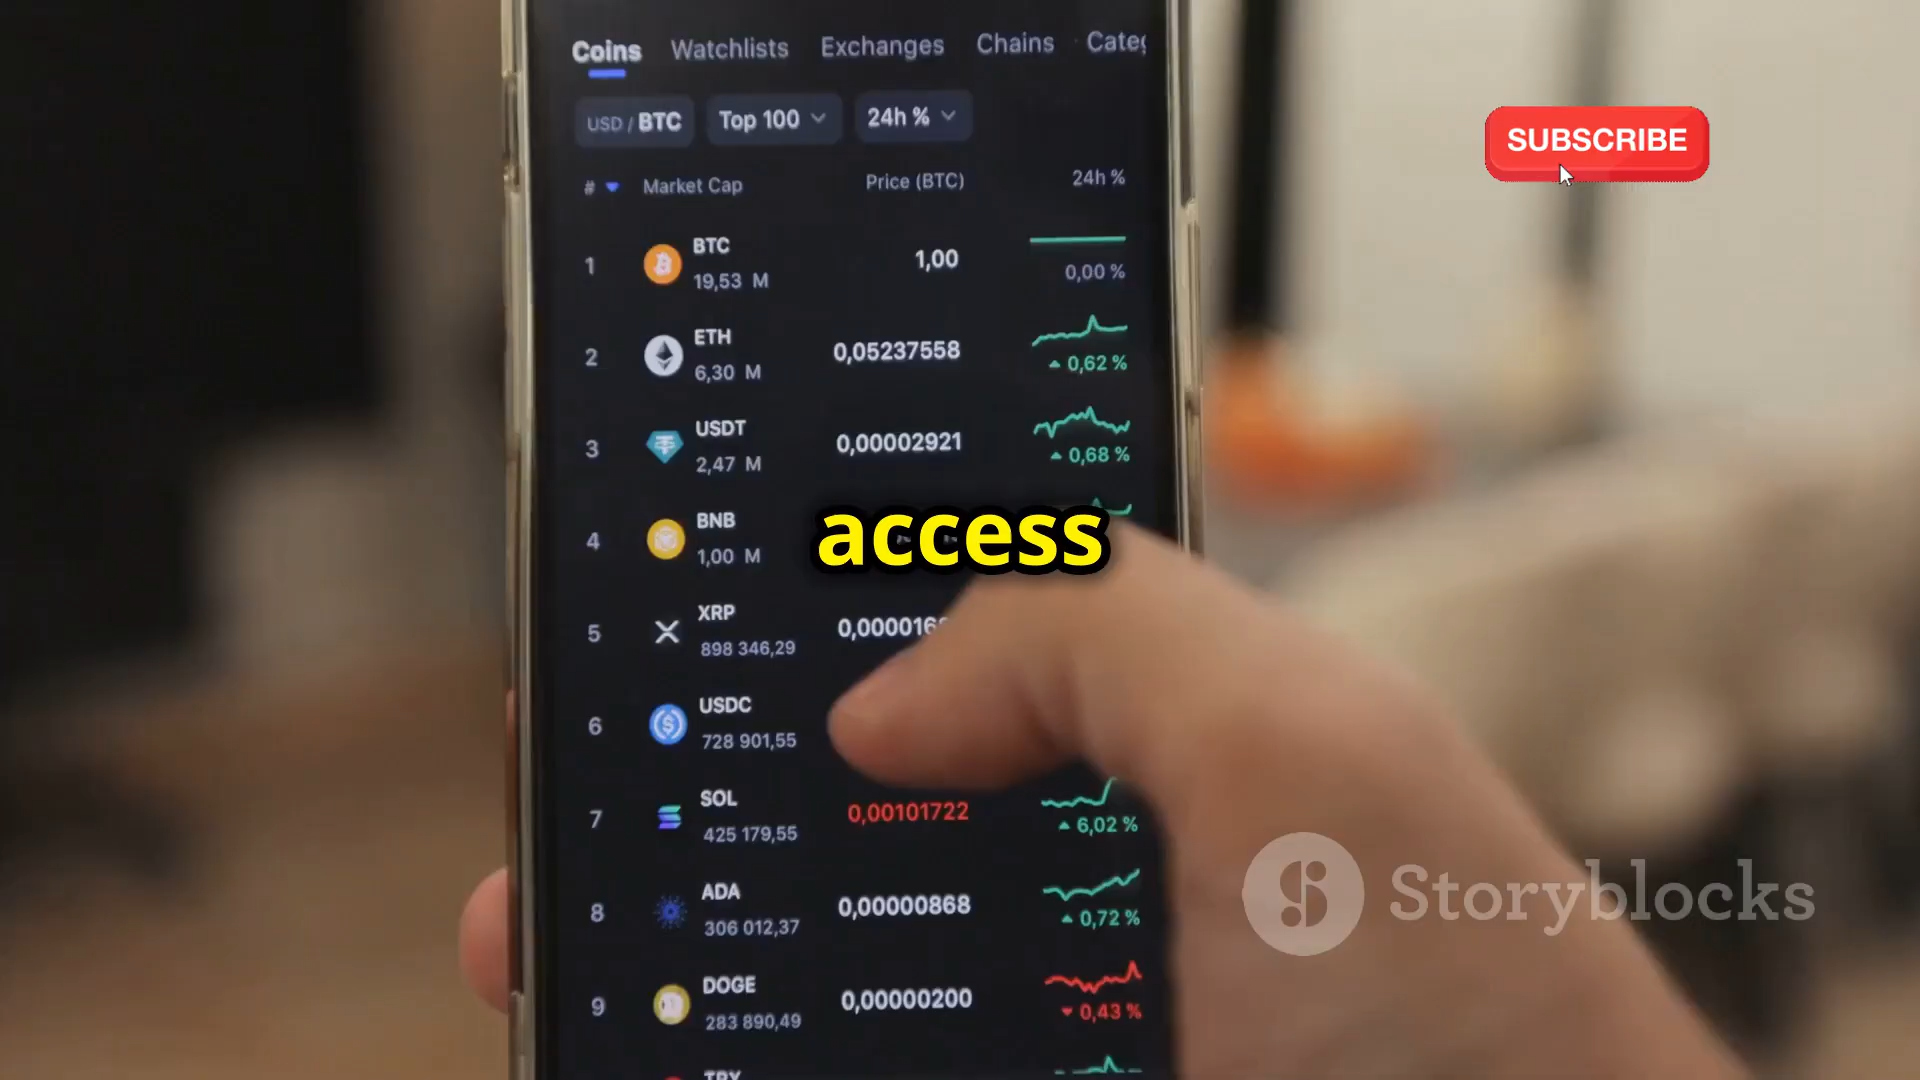 Coins Watchlists Exchanges Chains Categ
USD / BTC Top 100 24h %
# Market Cap Price (BTC) 24h %
SUBSCRIBE
1 BTC 1,00
19,53 M 0,00 %
2 ETH 0,05237558
6,30 M 0,62 %
3 USDT 0,00002921
2,47 M 0,68 %
4 BNB
1,00 M
access
5 XRP 0,000016
898 346,29
6 USDC
728 901,55
7 SOL 0,00101722
425 179,55 6,02 %
8 ADA 0,00000868
306 012,37 0,72 %
Storyblocks
9 DOGE 0,00000200
283 890,49 0,43 %